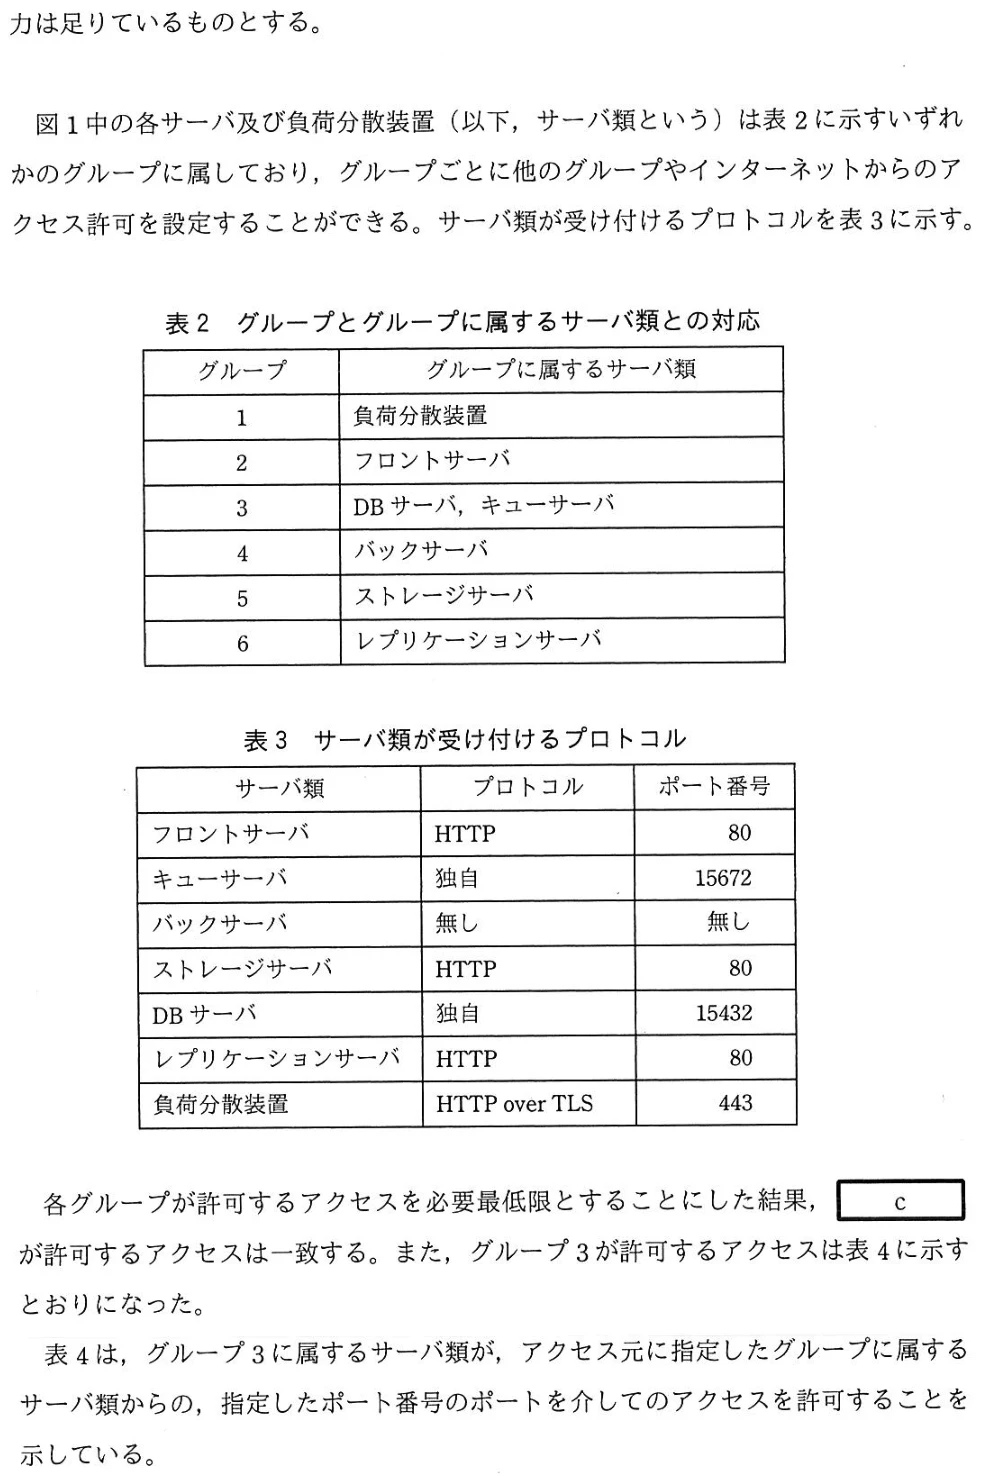 力は足りているものとする。
図1中の各サーバ及び負荷分散装置（以下，サーバ類という）は表2に示すいずれ
かのグループに属しており，グループごとに他のグループやインターネットからのア
クセス許可を設定することができる。サーバ類が受け付けるプロトコルを表3に示す。
表2 グループとグループに属するサーバ類との対応
グループ グループに属するサーバ類
1 負荷分散装置
2 フロントサーバ
3 DBサーバ，キューサーバ
4 バックサーバ
5 ストレージサーバ
6 レプリケーションサーバ
表3 サーバ類が受け付けるプロトコル
サーバ類 プロトコル ポート番号
フロントサーバ HTTP 80
キューサーバ 独自 15672
バックサーバ 無し 無し
ストレージサーバ HTTP 80
DBサーバ 独自 15432
レプリケーションサーバ HTTP 80
負荷分散装置 HTTP over TLS 443
各グループが許可するアクセスを必要最低限とすることにした結果， c
が許可するアクセスは一致する。また，グループ3が許可するアクセスは表4に示す
とおりになった。
表4は，グループ3に属するサーバ類が，アクセス元に指定したグループに属する
サーバ類からの，指定したポート番号のポートを介してのアクセスを許可することを
示している。